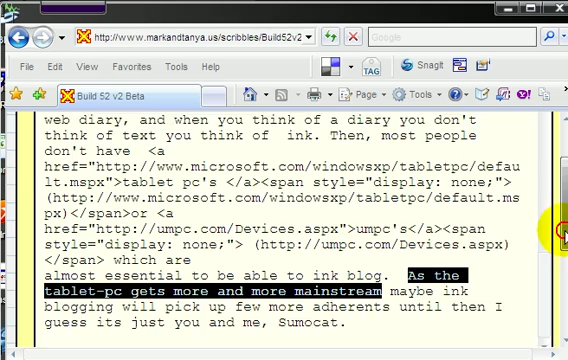 http://www.markandtanya.us/scribbles/Build52v2
Google
File Edit View Favorites Tools Help
TAG
Snagit
Build 52 v2 Beta
Page
Tools
web diary, and when you think of a diary you don't
think of text you think of ink. Then, most people
don't have <a
href="http://www.microsoft.com/windowsxp/tabletpc/defau
lt.mspx">tablet pc's </a><span style="display: none;">
(http://www.microsoft.com/windowsxp/tabletpc/default.ms
px)</span>or <a
href="http://umpc.com/Devices.aspx">umpc's</a><span
style="display: none;"> (http://umpc.com/Devices.aspx)
</span> which are
almost essential to be able to ink blog. As the
tablet-pc gets more and more mainstream maybe ink
blogging will pick up few more adherents until then I
guess its just you and me, Sumocat.